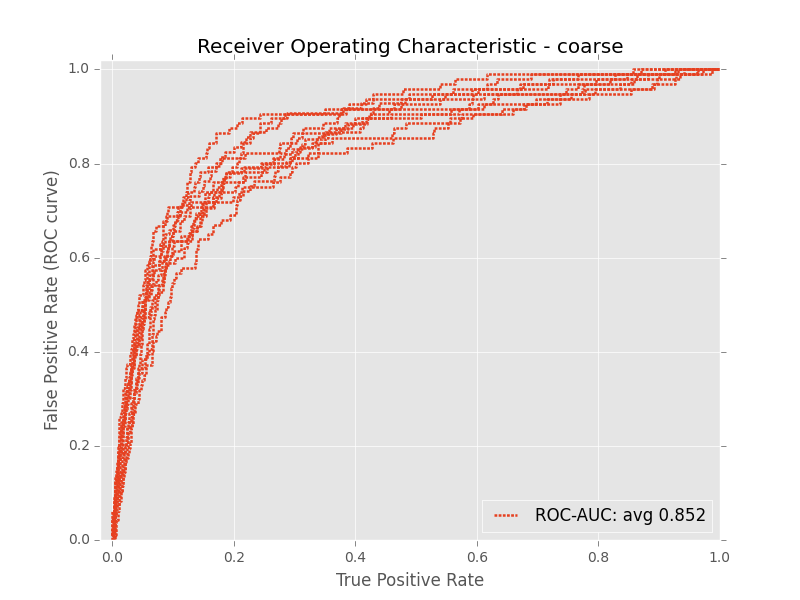 Receiver Operating Characteristic - coarse
1.0
0.8
0.6
0.4
0.2
0.0
False Positive Rate (ROC curve)
ROC-AUC: avg 0.852
0.0 0.2 0.4 0.6 0.8 1.0
True Positive Rate